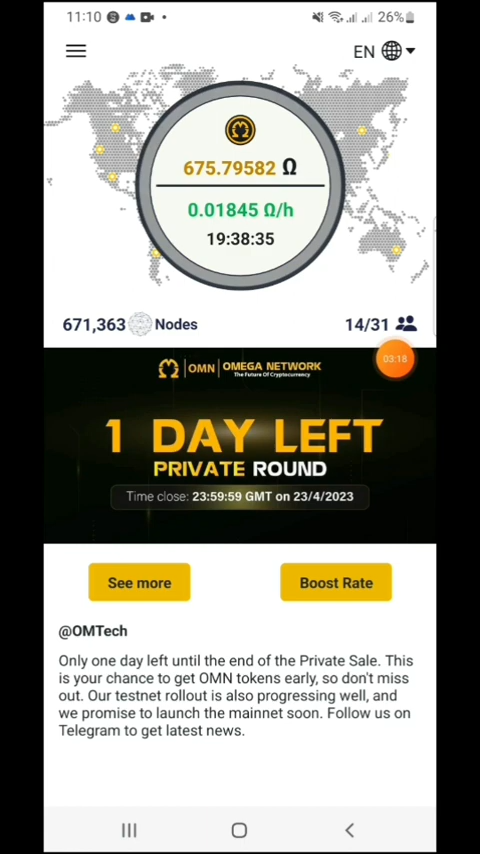 11:10 26%
EN
675.79582 Ω
0.01845 Ω/h
19:38:35
671,363 Nodes 14/31
03:18
OMN OMEGA NETWORK
The Future Of Cryptocurrency
1 DAY LEFT
PRIVATE ROUND
Time close: 23:59:59 GMT on 23/4/2023
See more Boost Rate
@OMTech
Only one day left until the end of the Private Sale. This
is your chance to get OMN tokens early, so don't miss
out. Our testnet rollout is also progressing well, and
we promise to launch the mainnet soon. Follow us on
Telegram to get latest news.